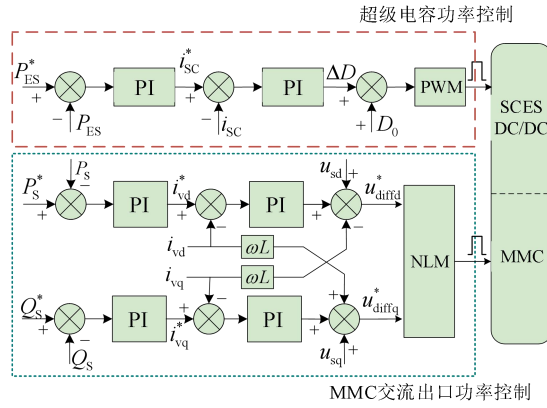 超级电容功率控制
P*ES + − PES PI i*SC + − iSC PI ΔD + + D0 PWM
SCES
DC/DC
PS −
P*S + PI i*vd + − PI + usd + − u*diffd
ivd ωL
ivq ωL
NLM
MMC
Q*S + − QS PI + i*vq − PI + + u*diffq usq +
MMC交流出口功率控制